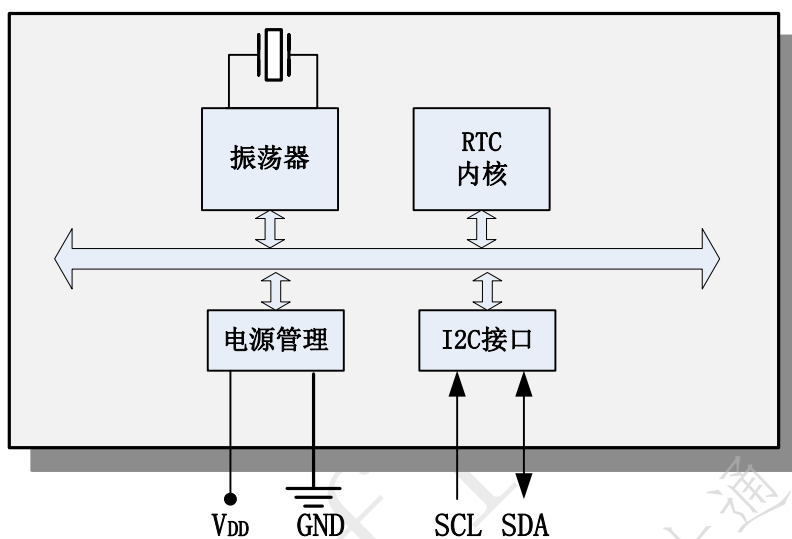 振荡器
RTC
内核
电源管理
I2C接口
VDD
GND
SCL
SDA